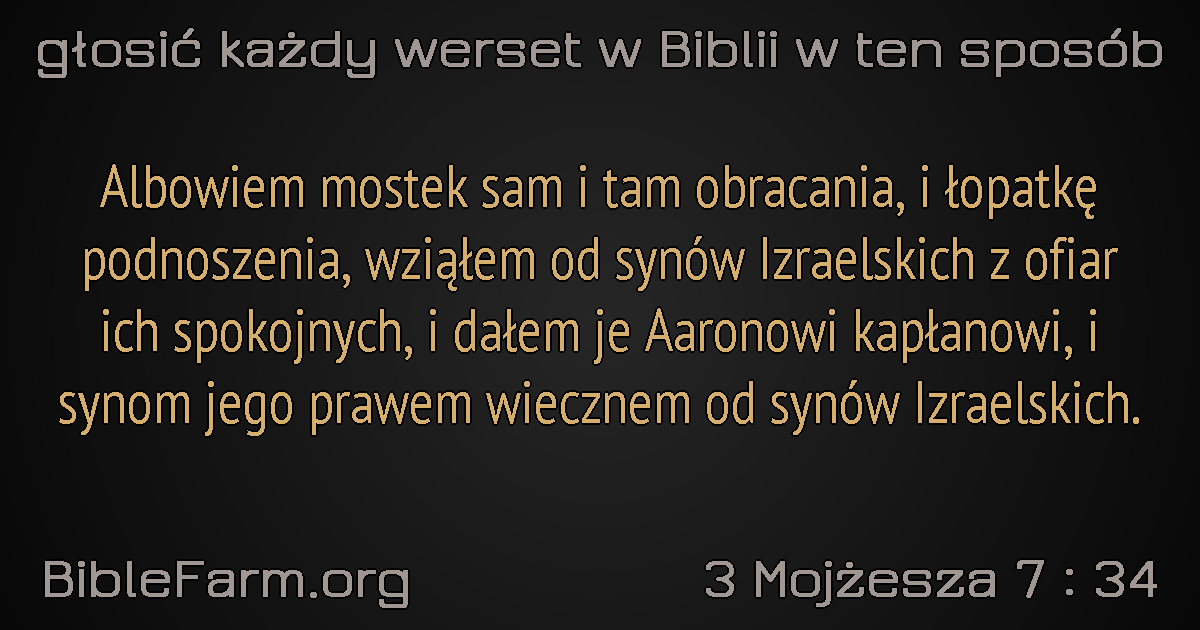 głosić każdy werset w Biblii w ten sposób
Albowiem mostek sam i tam obracania, i łopatkę
podnoszenia, wziąłem od synów Izraelskich z ofiar
ich spokojnych, i dałem je Aaronowi kapłanowi, i
synom jego prawem wiecznem od synów Izraelskich.
BibleFarm.org
3 Mojżesza 7 : 34